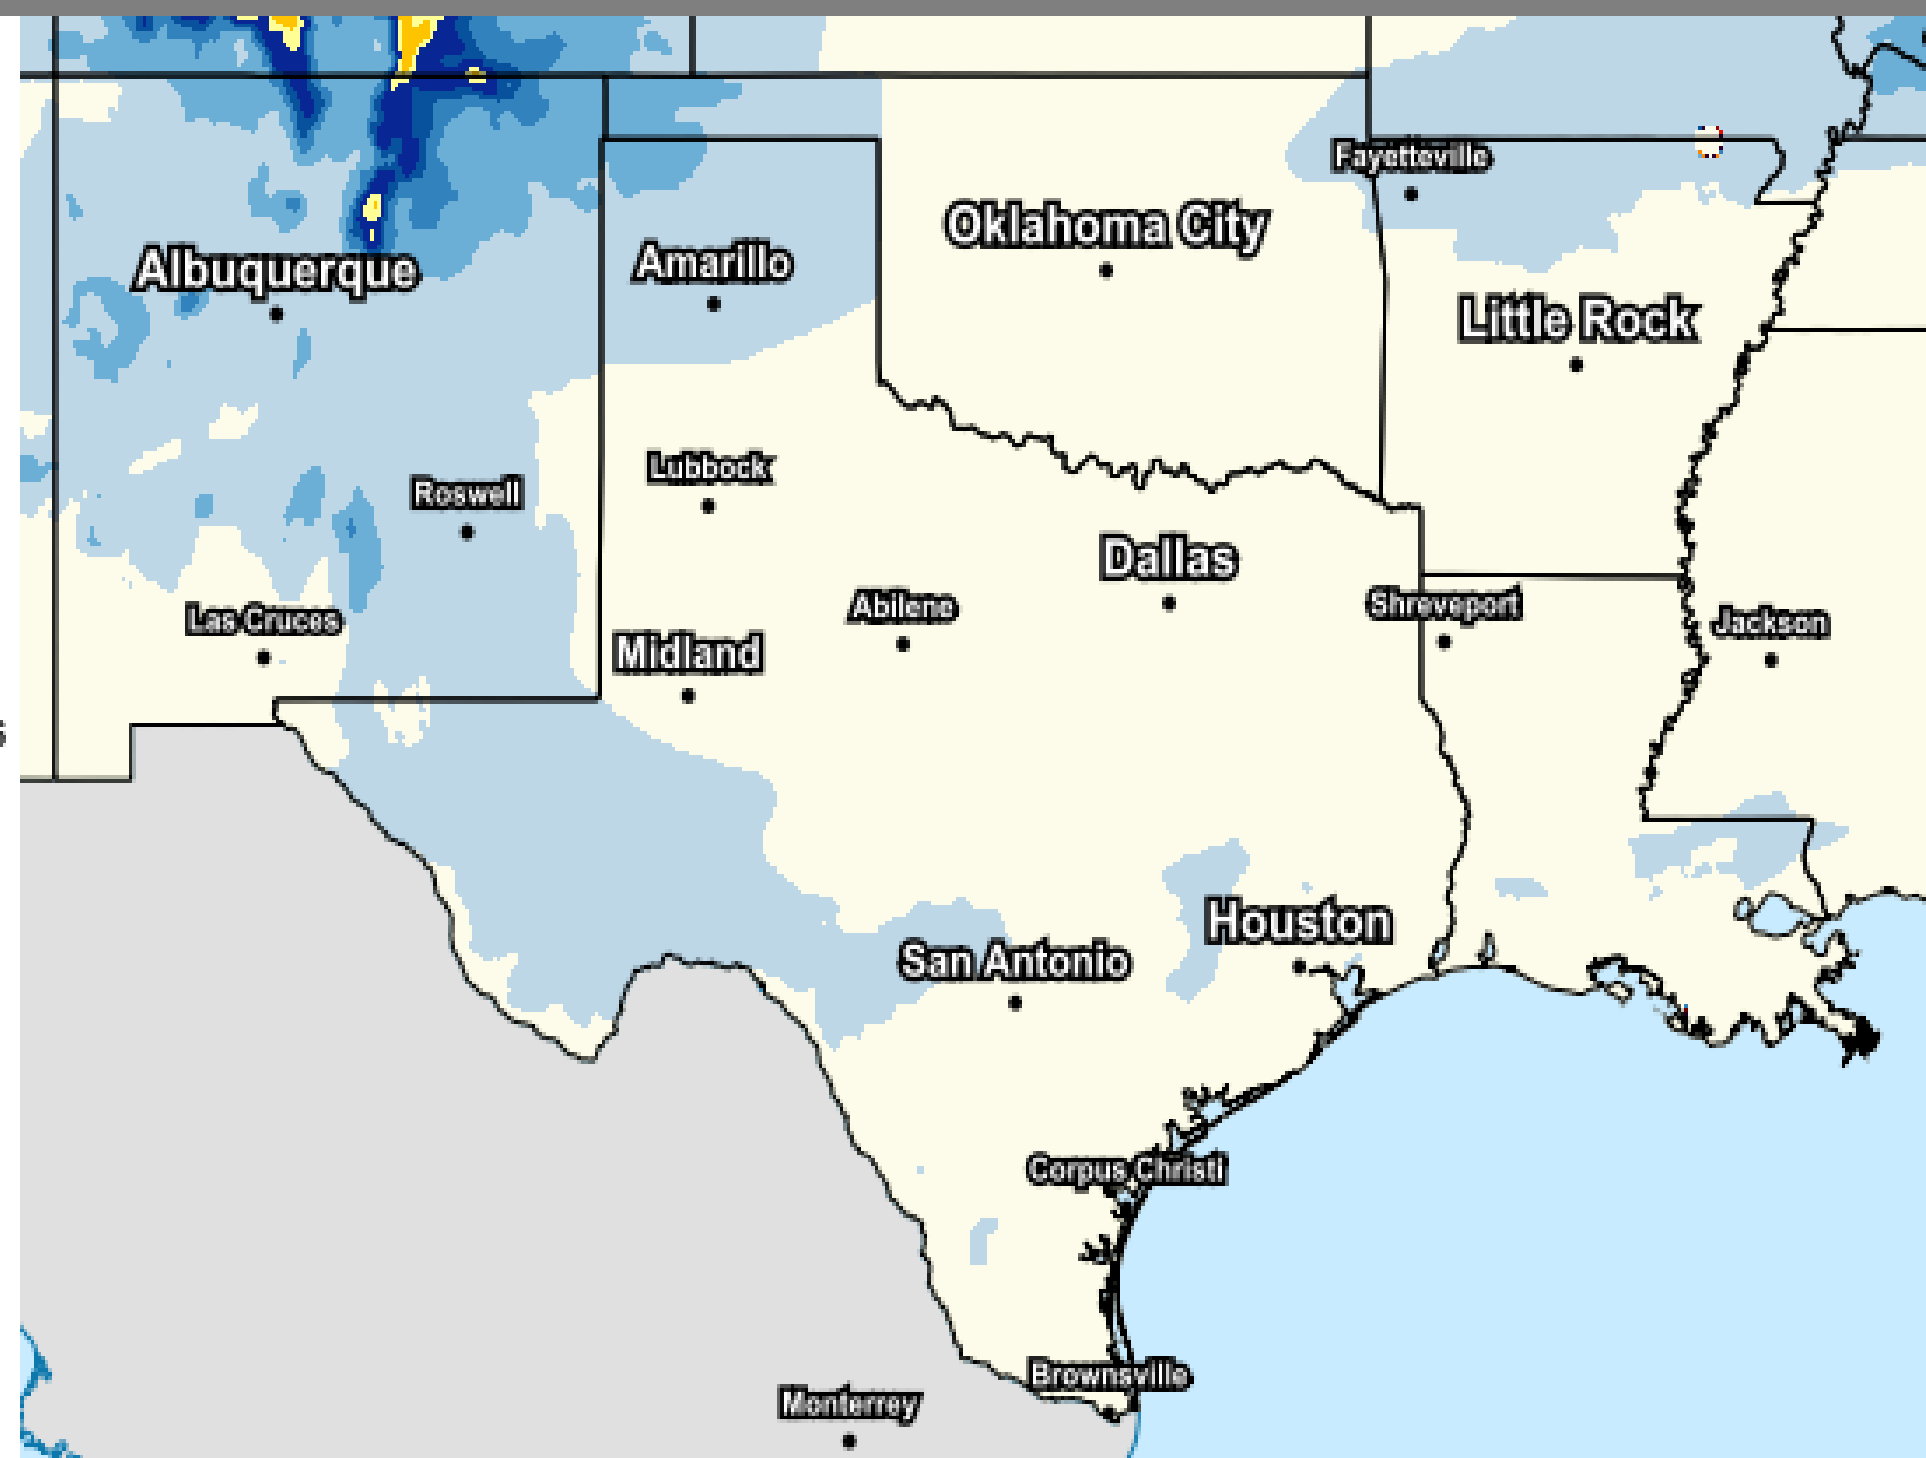 Fayetteville
Oklahoma City
Albuquerque
Amarillo
Little Rock
Lubbock
Roswell
Dallas
Abilene
Shreveport
Las Cruces
Jackson
Midland
s
Houston
San Antonio
Corpus Christi
Brownsville
Monterrey